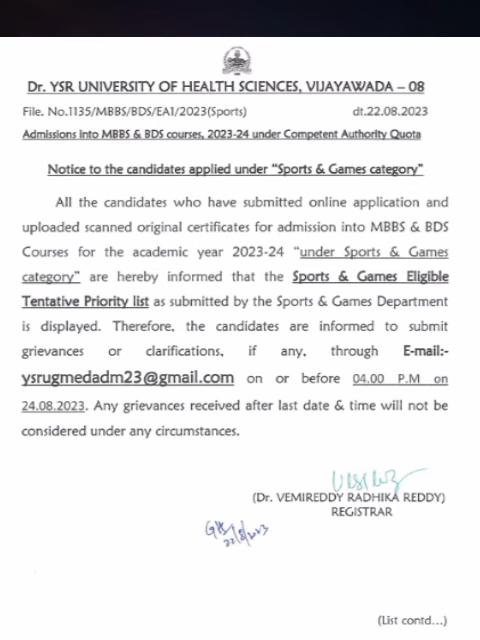 Dr. YSR UNIVERSITY OF HEALTH SCIENCES, VIJAYAWADA – 08
File. No.1135/MBBS/BDS/EA1/2023(Sports) dt.22.08.2023
Admissions into MBBS & BDS courses, 2023-24 under Competent Authority Quota
Notice to the candidates applied under “Sports & Games category”
All the candidates who have submitted online application and
uploaded scanned original certificates for admission into MBBS & BDS
Courses for the academic year 2023-24 “under Sports & Games
category” are hereby informed that the Sports & Games Eligible
Tentative Priority list as submitted by the Sports & Games Department
is displayed. Therefore, the candidates are informed to submit
grievances or clarifications, if any, through E-mail:-
ysrugmedadm23@gmail.com on or before 04.00 P.M on
24.08.2023. Any grievances received after last date & time will not be
considered under any circumstances.
(Dr. VEMIREDDY RADHIKA REDDY)
REGISTRAR
22/8/2023
(List contd...)